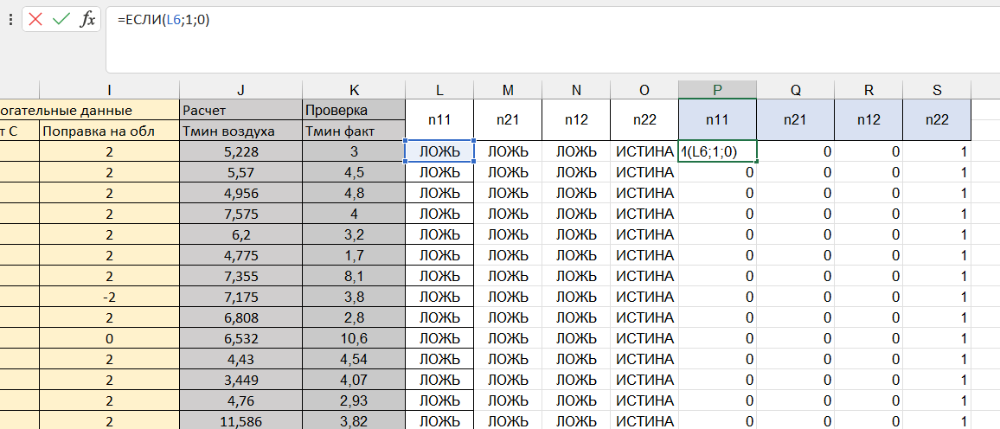 fx =ЕСЛИ(L6;1;0)
I J K L M N O P Q R S
огательные данные Расчет Проверка n11 n21 n12 n22 n11 n21 n12 n22
т С Поправка на обл Тмин воздуха Тмин факт
2 5,228 3 ЛОЖЬ ЛОЖЬ ЛОЖЬ ИСТИНА И(L6;1;0) 0 0 1
2 5,57 4,5 ЛОЖЬ ЛОЖЬ ЛОЖЬ ИСТИНА 0 0 0 1
2 4,956 4,8 ЛОЖЬ ЛОЖЬ ЛОЖЬ ИСТИНА 0 0 0 1
2 7,575 4 ЛОЖЬ ЛОЖЬ ЛОЖЬ ИСТИНА 0 0 0 1
2 6,2 3,2 ЛОЖЬ ЛОЖЬ ЛОЖЬ ИСТИНА 0 0 0 1
2 4,775 1,7 ЛОЖЬ ЛОЖЬ ЛОЖЬ ИСТИНА 0 0 0 1
2 7,355 8,1 ЛОЖЬ ЛОЖЬ ЛОЖЬ ИСТИНА 0 0 0 1
-2 7,175 3,8 ЛОЖЬ ЛОЖЬ ЛОЖЬ ИСТИНА 0 0 0 1
2 6,808 2,8 ЛОЖЬ ЛОЖЬ ЛОЖЬ ИСТИНА 0 0 0 1
0 6,532 10,6 ЛОЖЬ ЛОЖЬ ЛОЖЬ ИСТИНА 0 0 0 1
2 4,43 4,54 ЛОЖЬ ЛОЖЬ ЛОЖЬ ИСТИНА 0 0 0 1
2 3,449 4,07 ЛОЖЬ ЛОЖЬ ЛОЖЬ ИСТИНА 0 0 0 1
2 4,76 2,93 ЛОЖЬ ЛОЖЬ ЛОЖЬ ИСТИНА 0 0 0 1
2 11,586 3,82 ЛОЖЬ ЛОЖЬ ЛОЖЬ ИСТИНА 0 0 0 1